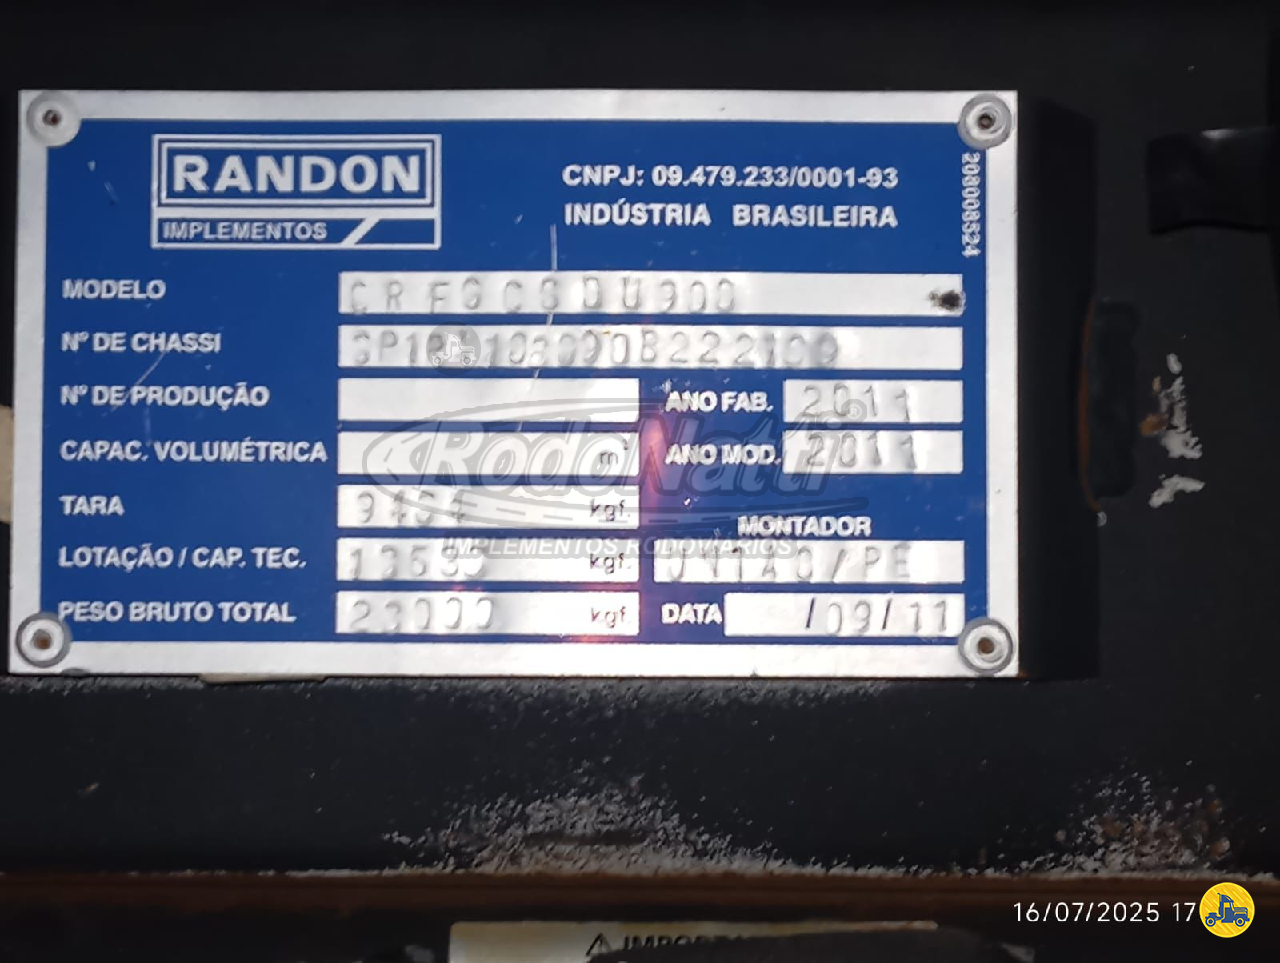 RANDON
IMPLEMENTOS
CNPJ: 09.479.233/0001-93
INDÚSTRIA BRASILEIRA
208008524
MODELO
Nº DE CHASSI
Nº DE PRODUÇÃO
ANO FAB. 2011
CAPAC. VOLUMÉTRICA m³
ANO MOD. 2011
TARA kgf.
MONTADOR
LOTAÇÃO / CAP. TEC. kgf.
PESO BRUTO TOTAL 23000 kgf.
DATA /09/11
RodoNatti®
IMPLEMENTOS RODOVIÁRIOS
16/07/2025 17